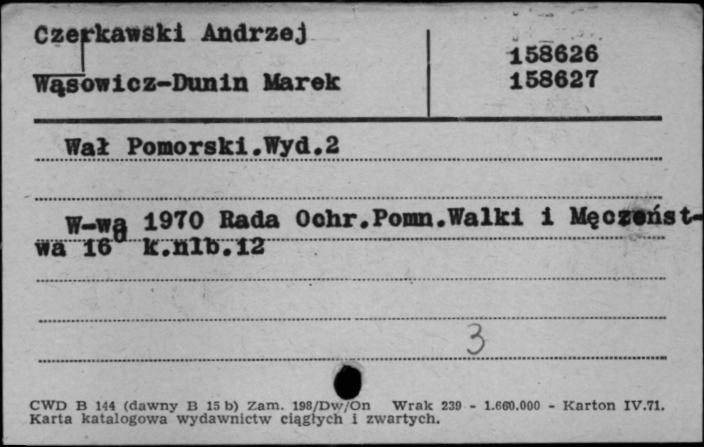 Czerkawski Andrzej
158626
Wąsowicz-Dunin Marek
158627
Wał Pomorski.Wyd.2
W-wa 1970 Rada Ochr.Pomn.Walki i Męczeńst-
wa 16° k.nlb.12
3
CWD B 144 (dawny B 15 b) Zam. 198/Dw/On Wrak 239 - 1.660.000 - Karton IV.71.
Karta katalogowa wydawnictw ciągłych i zwartych.